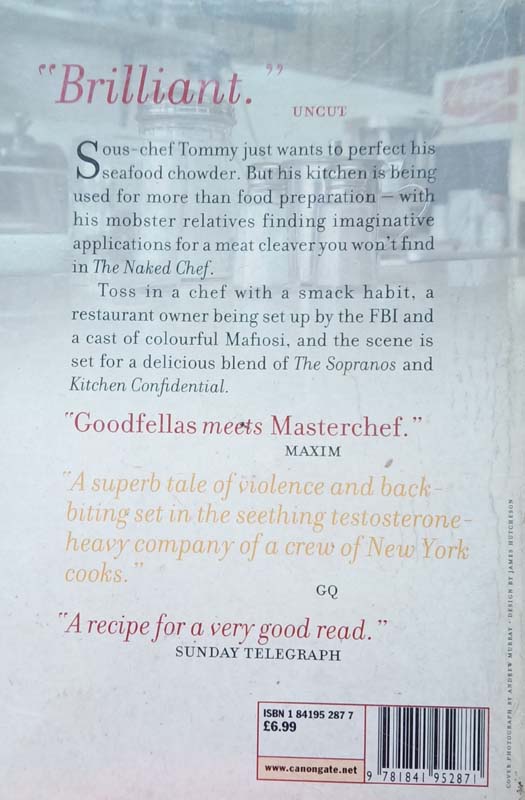 "Brilliant."
UNCUT
Sous-chef Tommy just wants to perfect his
seafood chowder. But his kitchen is being
used for more than food preparation – with
his mobster relatives finding imaginative
applications for a meat cleaver you won't find
in The Naked Chef.
Toss in a chef with a smack habit, a
restaurant owner being set up by the FBI and
a cast of colourful Mafiosi, and the scene is
set for a delicious blend of The Sopranos and
Kitchen Confidential.
"Goodfellas meets Masterchef."
MAXIM
"A superb tale of violence and back-
biting set in the seething testosterone-
heavy company of a crew of New York
cooks."
GQ
"A recipe for a very good read."
SUNDAY TELEGRAPH
ISBN 1 84195 287 7
£6.99
www.canongate.net
9 781841 952871
COVER PHOTOGRAPH BY ANDREW MURRAY · DESIGN BY JAMES HUTCHESON